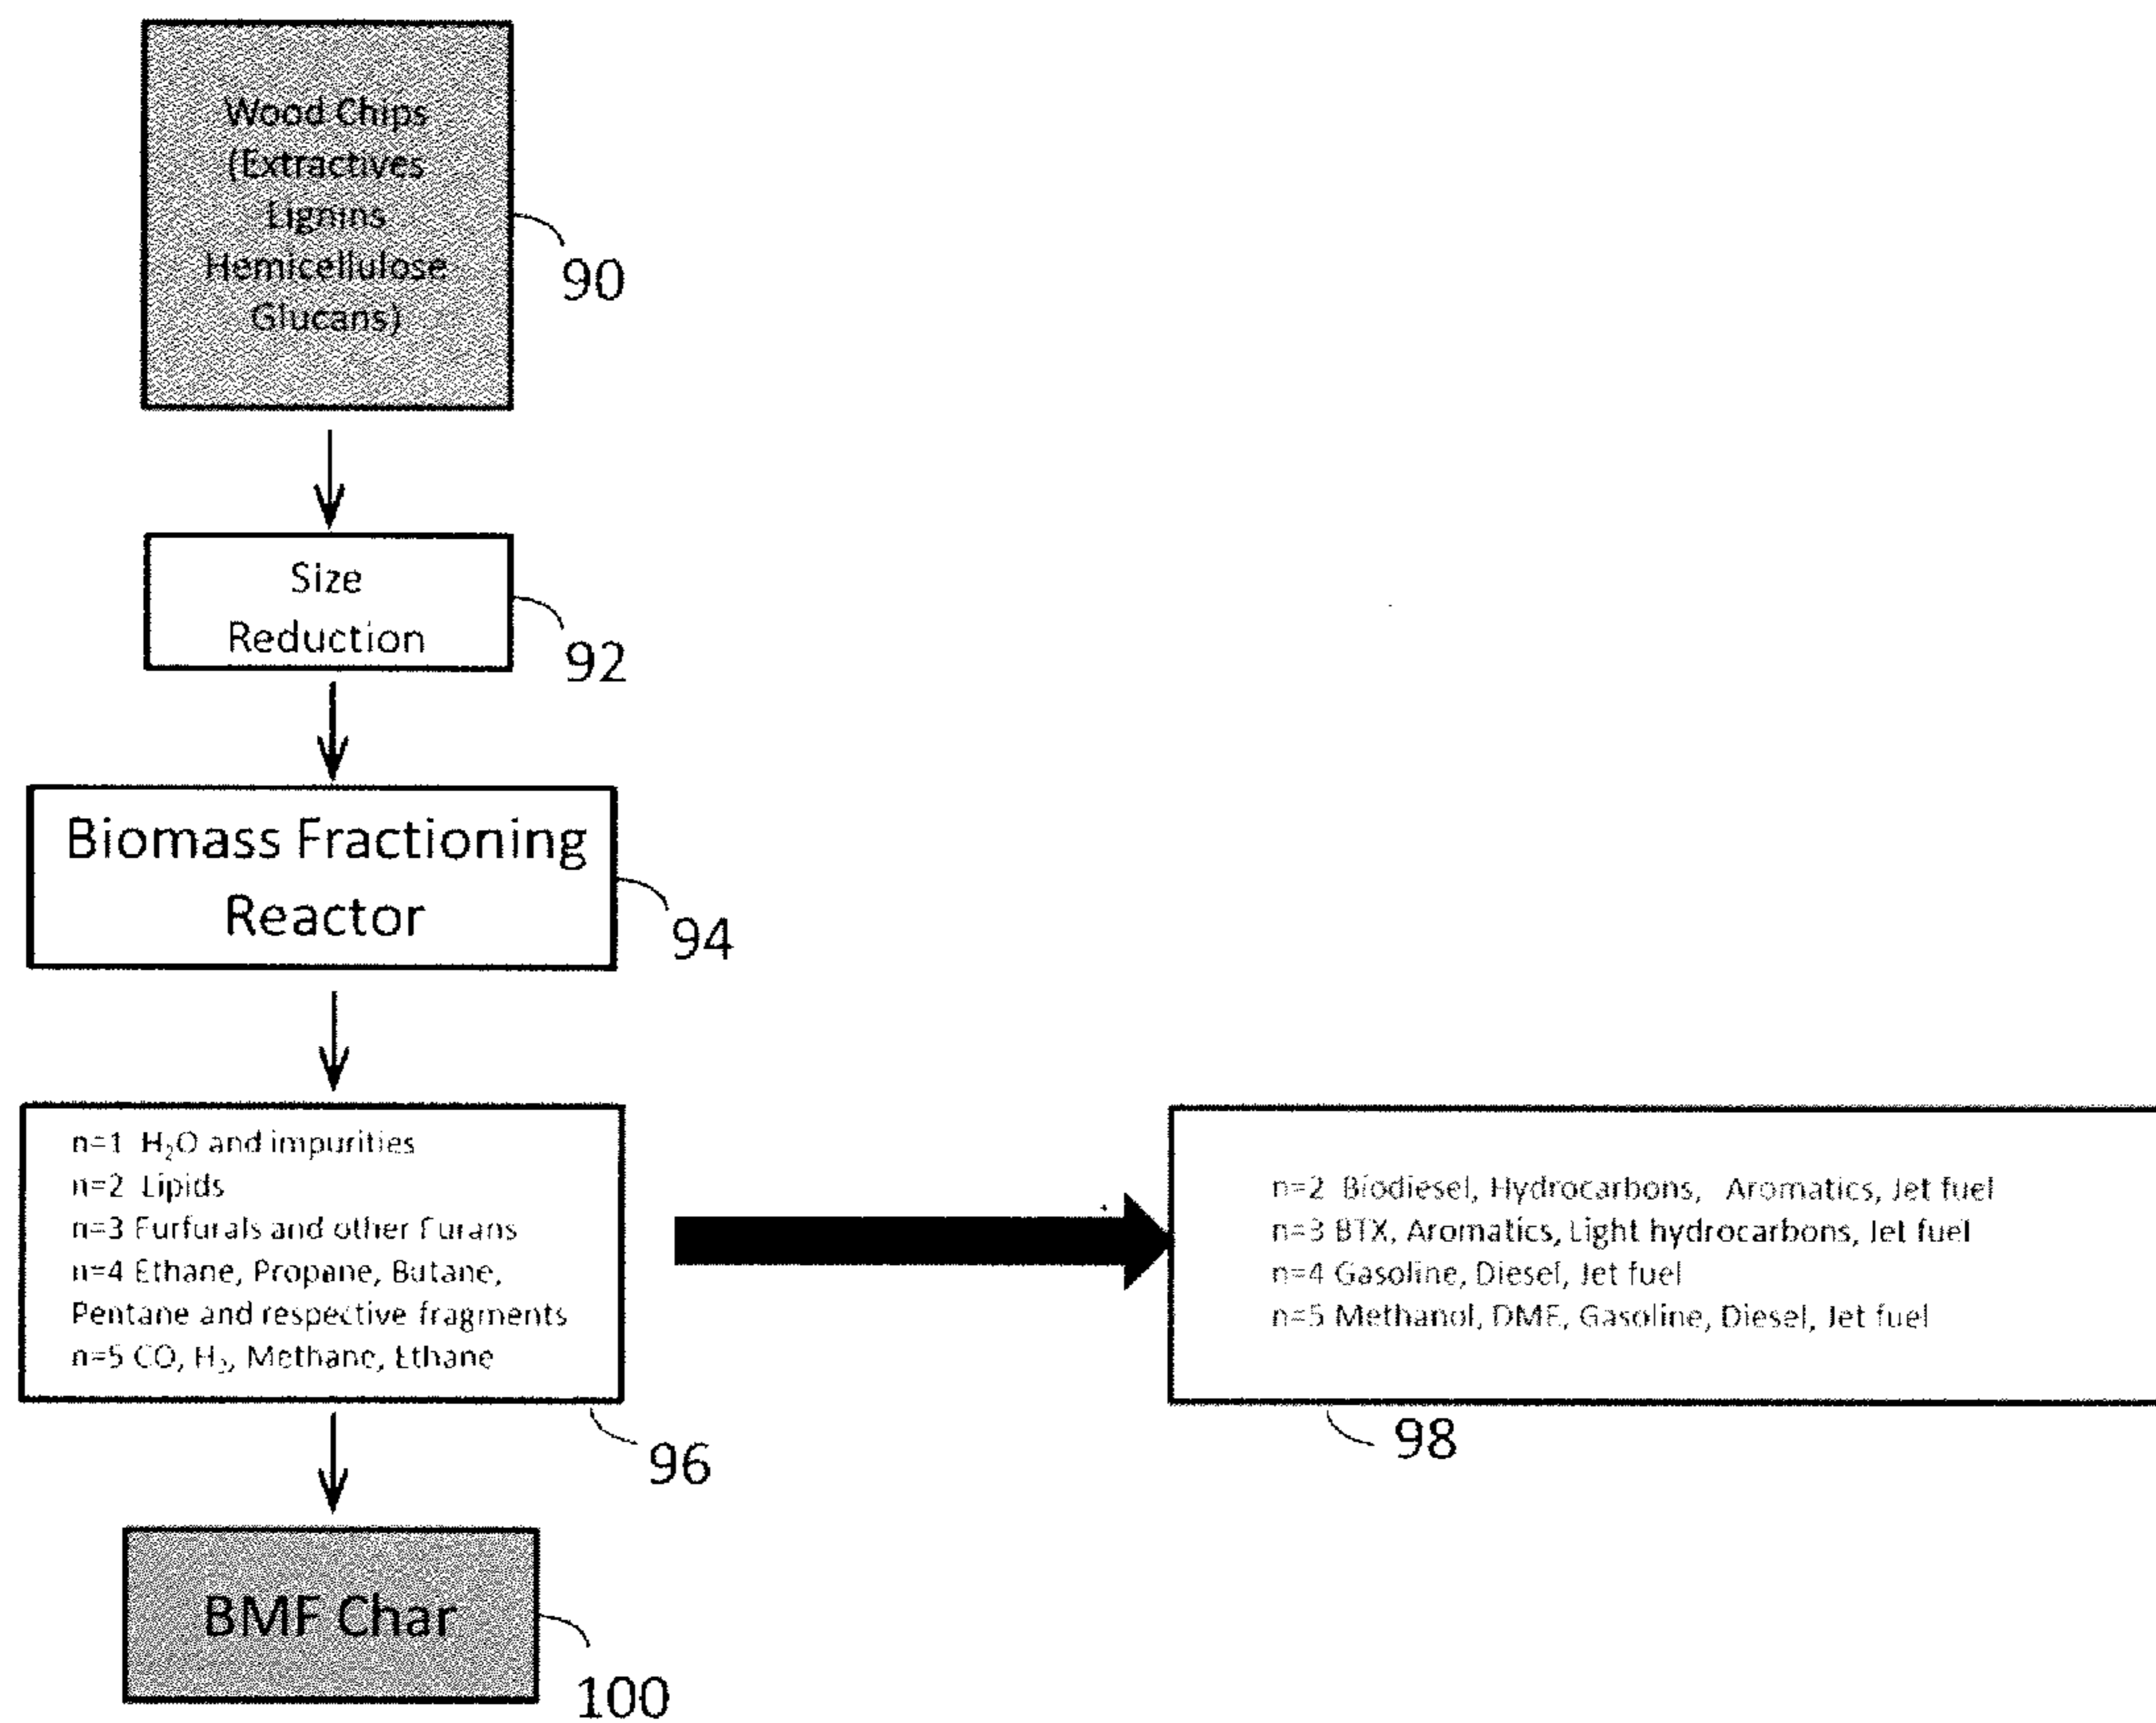 Wood Chips
(Extractives
Lignins
Hemicellulose
Glucans)
90
Size
Reduction
92
Biomass Fractioning
Reactor
94
n=1 H₂O and impurities
n=2 Lipids
n=3 Furfurals and other Furans
n=4 Ethane, Propane, Butane,
Pentane and respective fragments
n=5 CO, H₂, Methane, Ethane
96
n=2 Biodiesel, Hydrocarbons, Aromatics, Jet fuel
n=3 BTX, Aromatics, Light hydrocarbons, Jet fuel
n=4 Gasoline, Diesel, Jet fuel
n=5 Methanol, DME, Gasoline, Diesel, Jet fuel
98
BMF Char
100